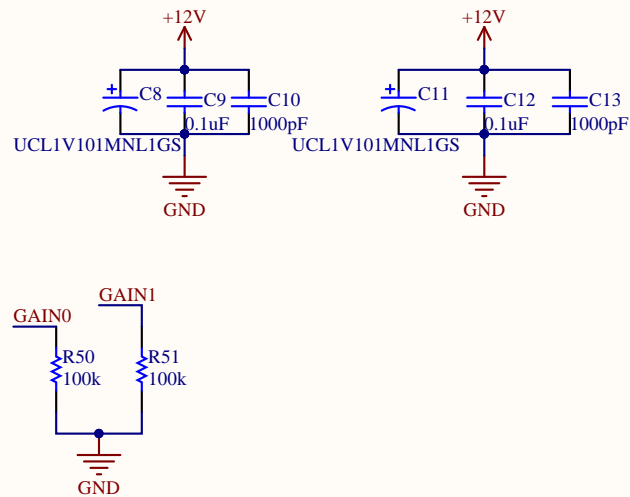 +12V
+12V
+
C8
C9
C10
+
C11
C12
C13
0.1uF
1000pF
0.1uF
1000pF
UCL1V101MNL1GS
UCL1V101MNL1GS
GND
GND
GAIN1
GAIN0
R50
R51
100k
100k
GND